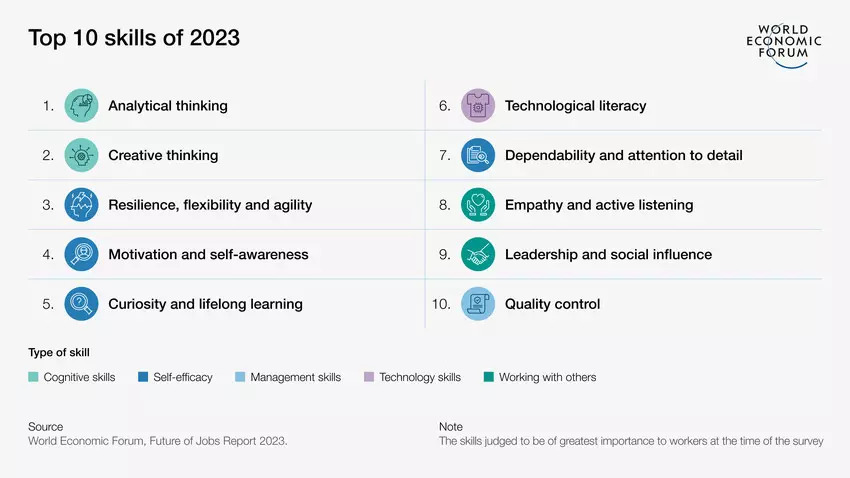 Top 10 skills of 2023
WORLD
ECONOMIC
FORUM
1. Analytical thinking
2. Creative thinking
3. Resilience, flexibility and agility
4. Motivation and self-awareness
5. Curiosity and lifelong learning
6. Technological literacy
7. Dependability and attention to detail
8. Empathy and active listening
9. Leadership and social influence
10. Quality control
Type of skill
Cognitive skills
Self-efficacy
Management skills
Technology skills
Working with others
Source
World Economic Forum, Future of Jobs Report 2023.
Note
The skills judged to be of greatest importance to workers at the time of the survey